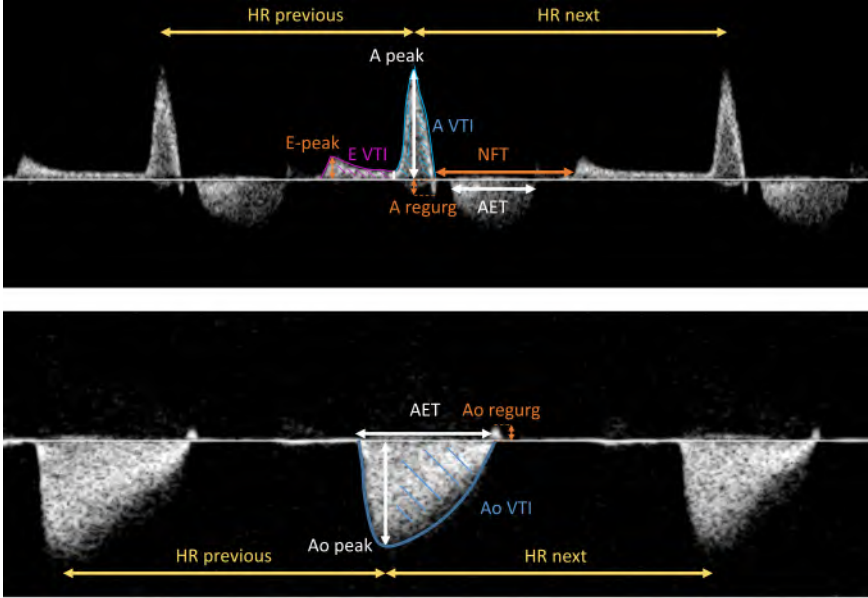 HR previous
HR next
A peak
E-peak
E VTI
A VTI
NFT
A regurg
AET
AET
Ao regurg
Ao VTI
Ao peak
HR previous
HR next